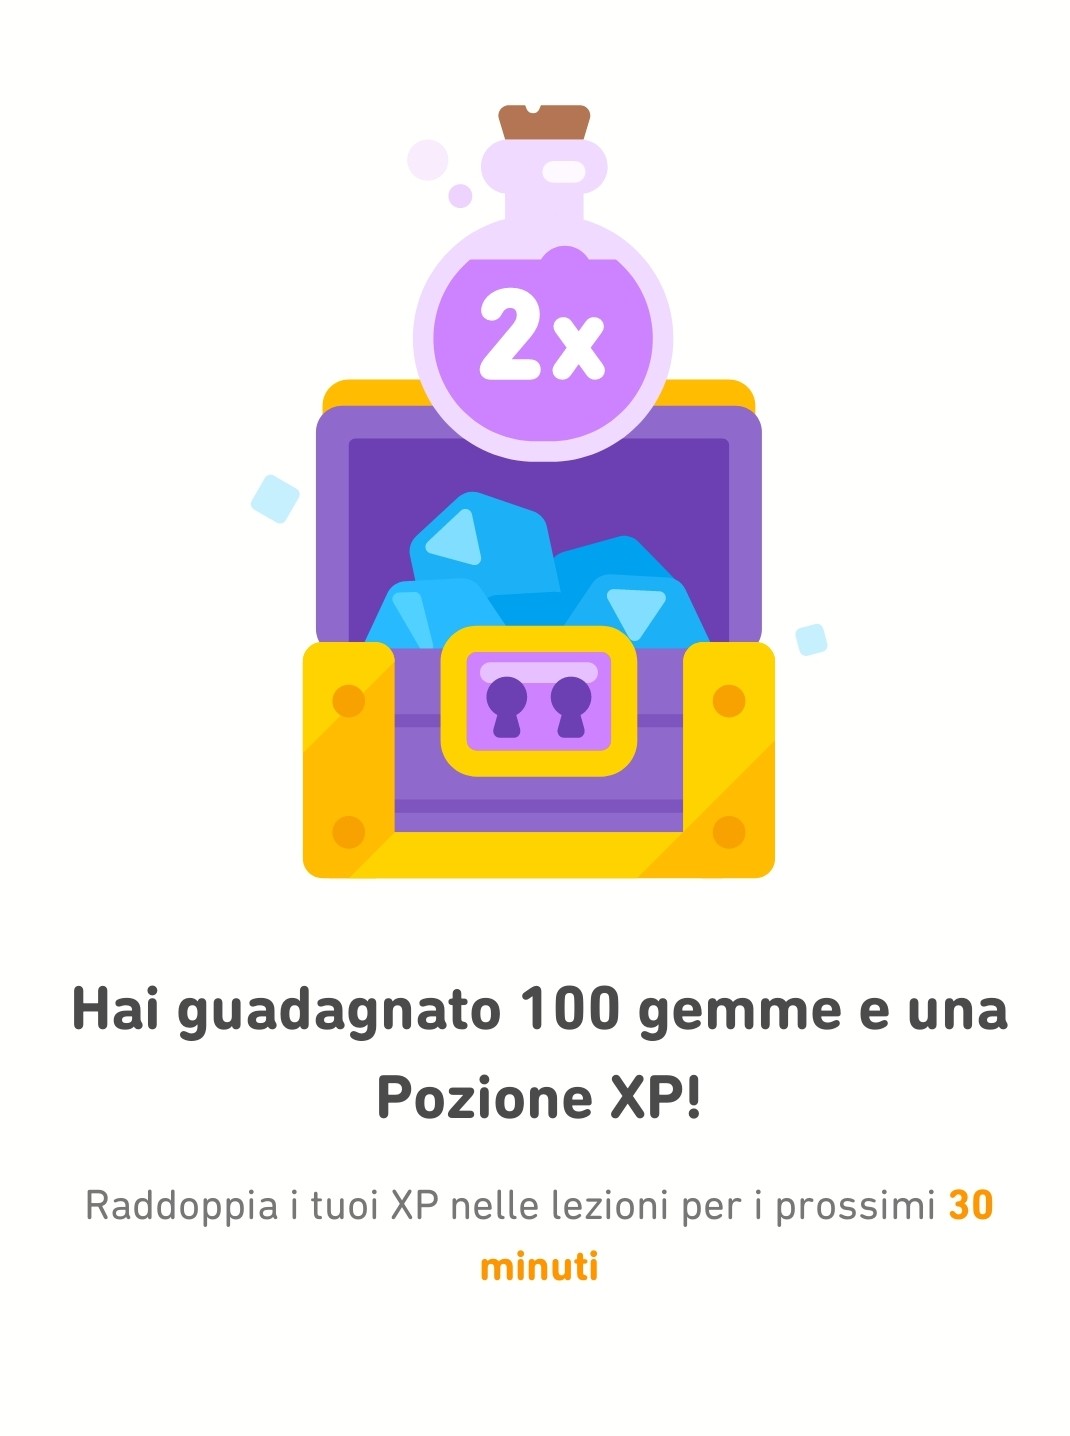 2x
Hai guadagnato 100 gemme e una
Pozione XP!
Raddoppia i tuoi XP nelle lezioni per i prossimi 30
minuti